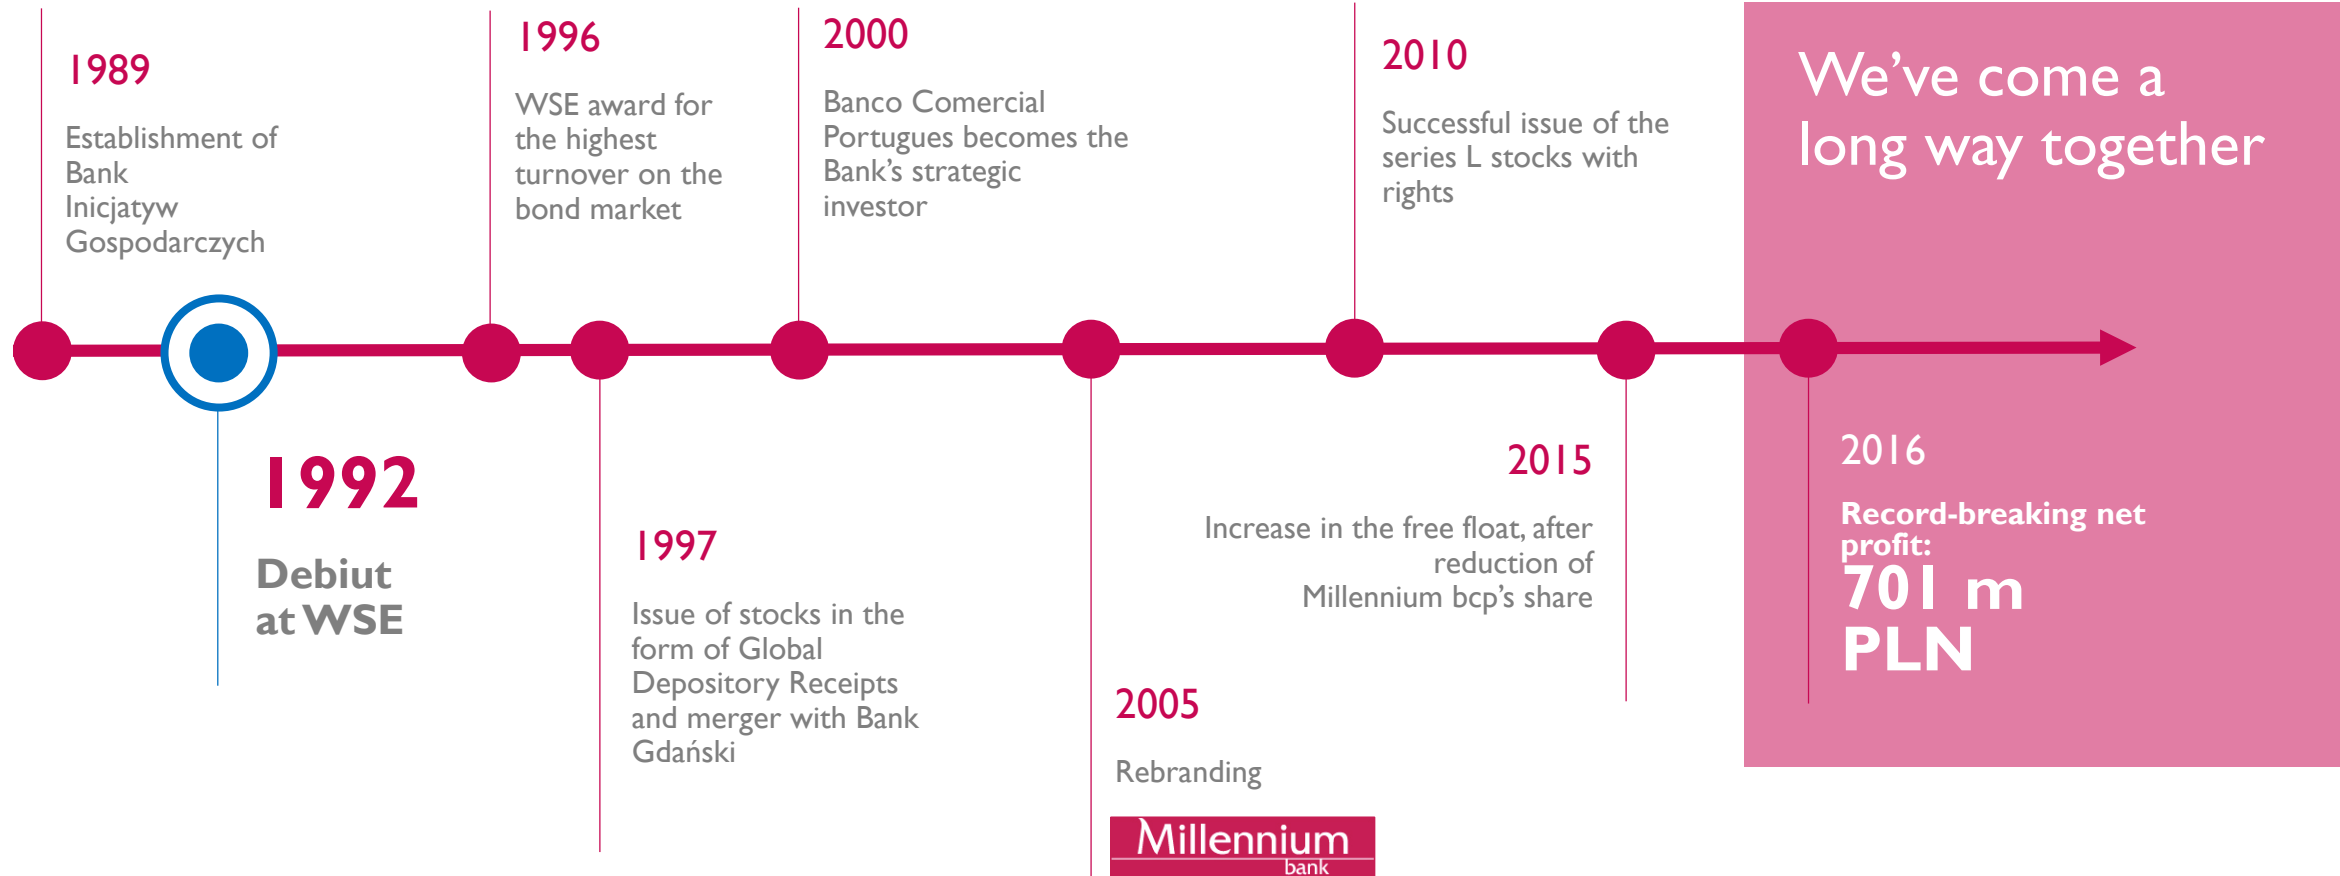 1989
Establishment of
Bank
Inicjatyw
Gospodarczych
1992
Debiut
at WSE
1996
WSE award for
the highest
turnover on the
bond market
1997
Issue of stocks in the
form of Global
Depository Receipts
and merger with Bank
Gdański
2000
Banco Comercial
Portugues becomes the
Bank’s strategic
investor
2005
Rebranding
Millennium
bank
2010
Successful issue of the
series L stocks with
rights
2015
Increase in the free float, after
reduction of
Millennium bcp’s share
We’ve come a
long way together
2016
Record-breaking net
profit:
701 m
PLN